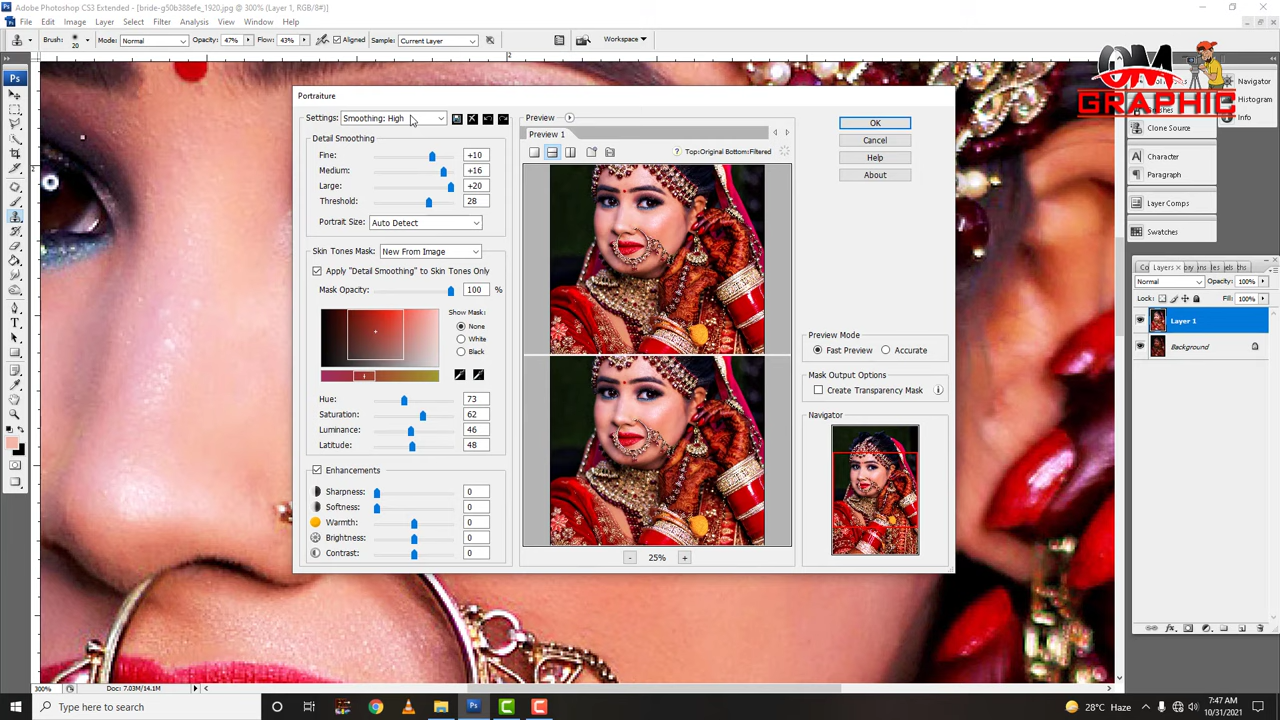 Adobe Photoshop CS3 Extended - [bride-g50b388efe_1920.jpg @ 300% (Layer 1, RGB/8#)]
File Edit Image Layer Select Filter Analysis View Window Help
Brush: 20 Mode: Normal Opacity: 47% Flow: 43% Aligned Sample: Current Layer Workspace
OM
GRAPHIC
Navigator
Histogram
Info
Brushes
Clone Source
Character
Paragraph
Layer Comps
Swatches
Portraiture
Settings: Smoothing: High
Detail Smoothing
Fine: +10
Medium: +16
Large: +20
Threshold: 28
Portrait Size: Auto Detect
Skin Tones Mask: New From Image
Apply "Detail Smoothing" to Skin Tones Only
Mask Opacity: 100 %
Show Mask:
None
White
Black
Hue: 73
Saturation: 62
Luminance: 46
Latitude: 48
Enhancements
Sharpness: 0
Softness: 0
Warmth: 0
Brightness: 0
Contrast: 0
Preview
Preview 1
? Top:Original Bottom:Filtered
- 25% +
OK
Cancel
Help
About
Preview Mode
Fast Preview Accurate
Mask Output Options
Create Transparency Mask
Navigator
Layers
Normal Opacity: 100%
Lock: Fill: 100%
Layer 1
Background
300% Doc: 7.03M/14.1M
Type here to search
28°C Haze
7:47 AM
10/31/2021